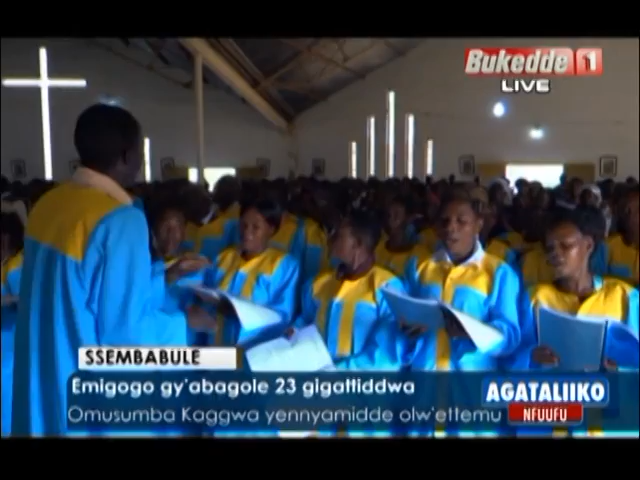 Bukedde 1
LIVE
SSEMBABULE
Emigogo gy'abagole 23 gigattiddwa
Omusumba Kaggwa yennyamidde olw'ettemu
AGATALIIKO
NFUUFU